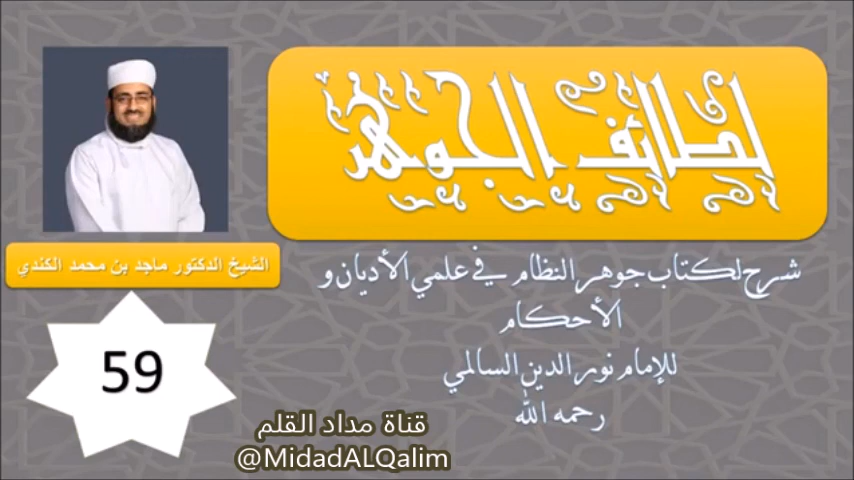 لطائف الجوهر
الشيخ الدكتور ماجد بن محمد الكندي
شرح لكتاب جوهر النظام في علمي الأديان و
الأحكام
للإمام نور الدين السالمي
رحمه الله
59
قناة مداد القلم
@MidadALQalim